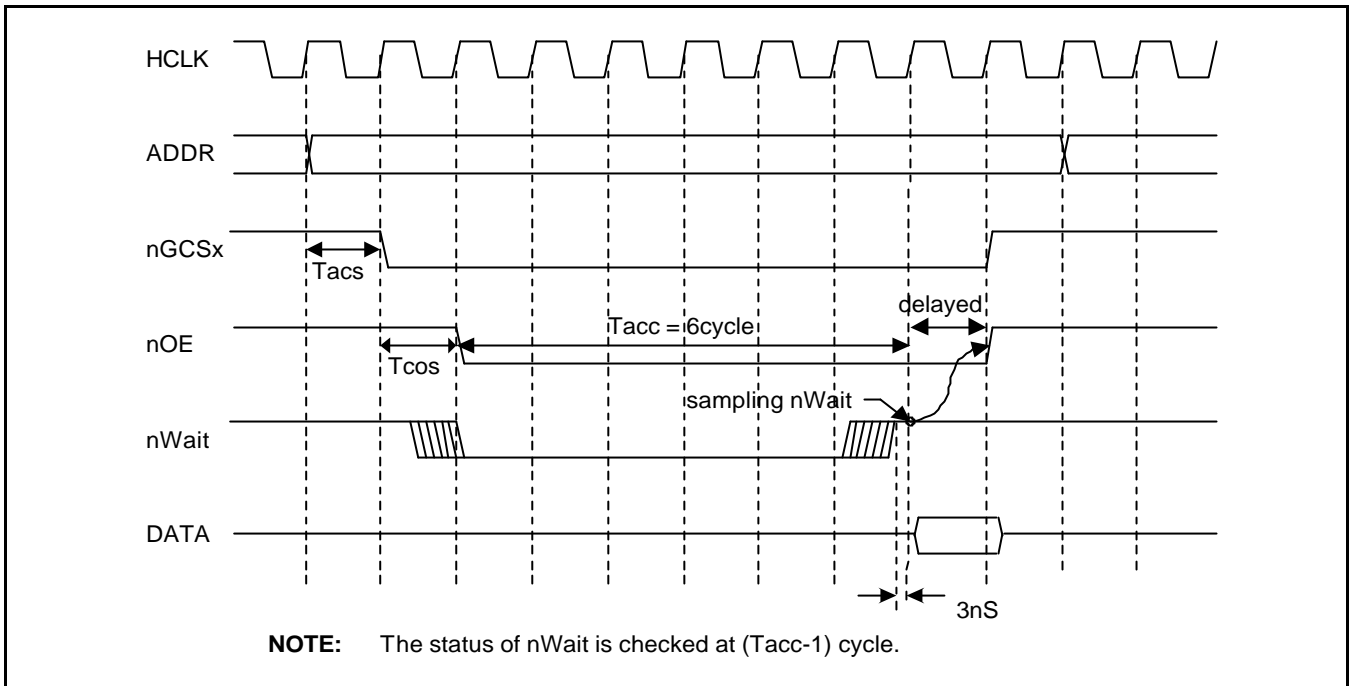 HCLK
ADDR
nGCSx
Tacs
delayed
Tacc = 6cycle
nOE
Tcos
sampling nWait
nWait
DATA
3nS
NOTE: The status of nWait is checked at (Tacc-1) cycle.